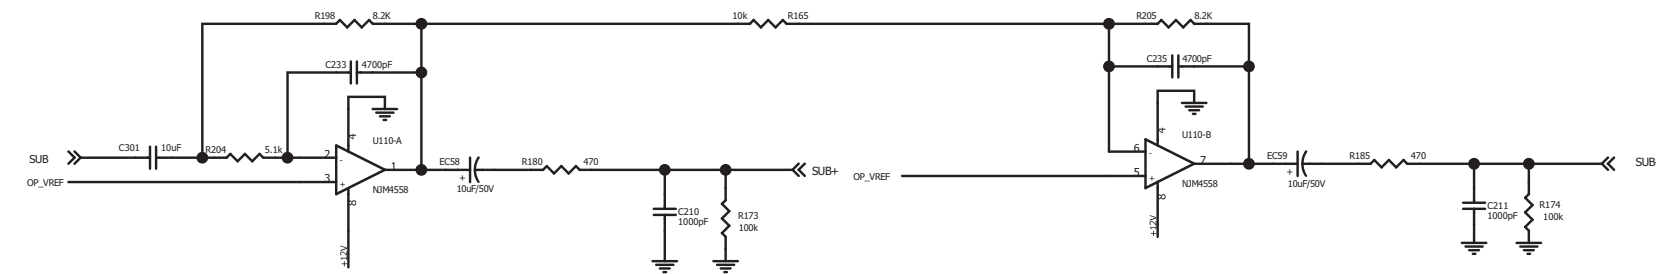 R198 8.2K 10k R165 R205 8.2K
C233 4700pF C235 4700pF
4 4
U110-A U110-B
C301 10uF R204 5.1k 2 - 6 -
SUB 1 EC58 R180 470 7 EC59 R185 470 SUB
SUB+
OP_VREF 3 + OP_VREF 5 +
NJM4558 + 10uF/50V NJM4558 + 10uF/50V
8 8
C210 1000pF R173 100k C211 1000pF R174 100k
+12V +12V